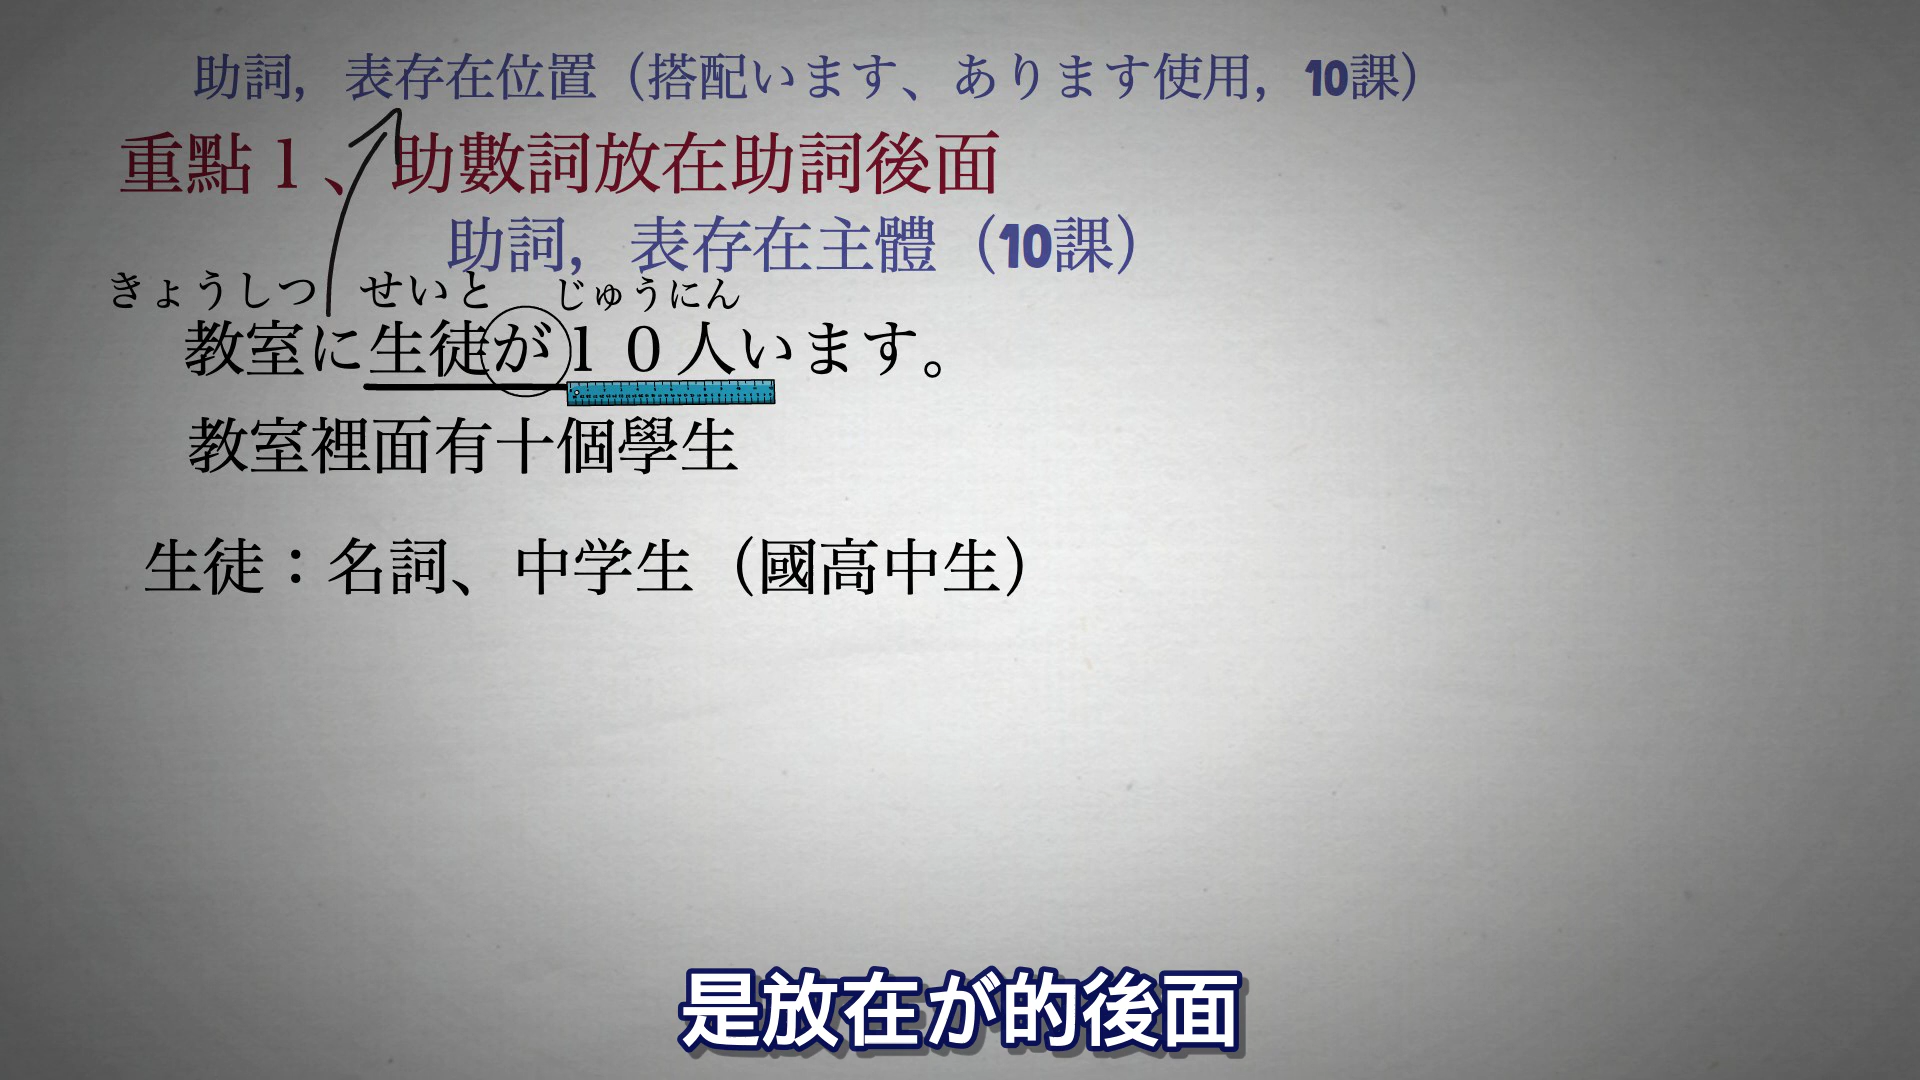 助詞，表存在位置（搭配います、あります使用，10課）
重點１、助數詞放在助詞後面
助詞，表存在主體（10課）
きょうしつ　せいと　じゅうにん
教室に生徒が１０人います。
教室裡面有十個學生
生徒：名詞、中学生（國高中生）
是放在が的後面